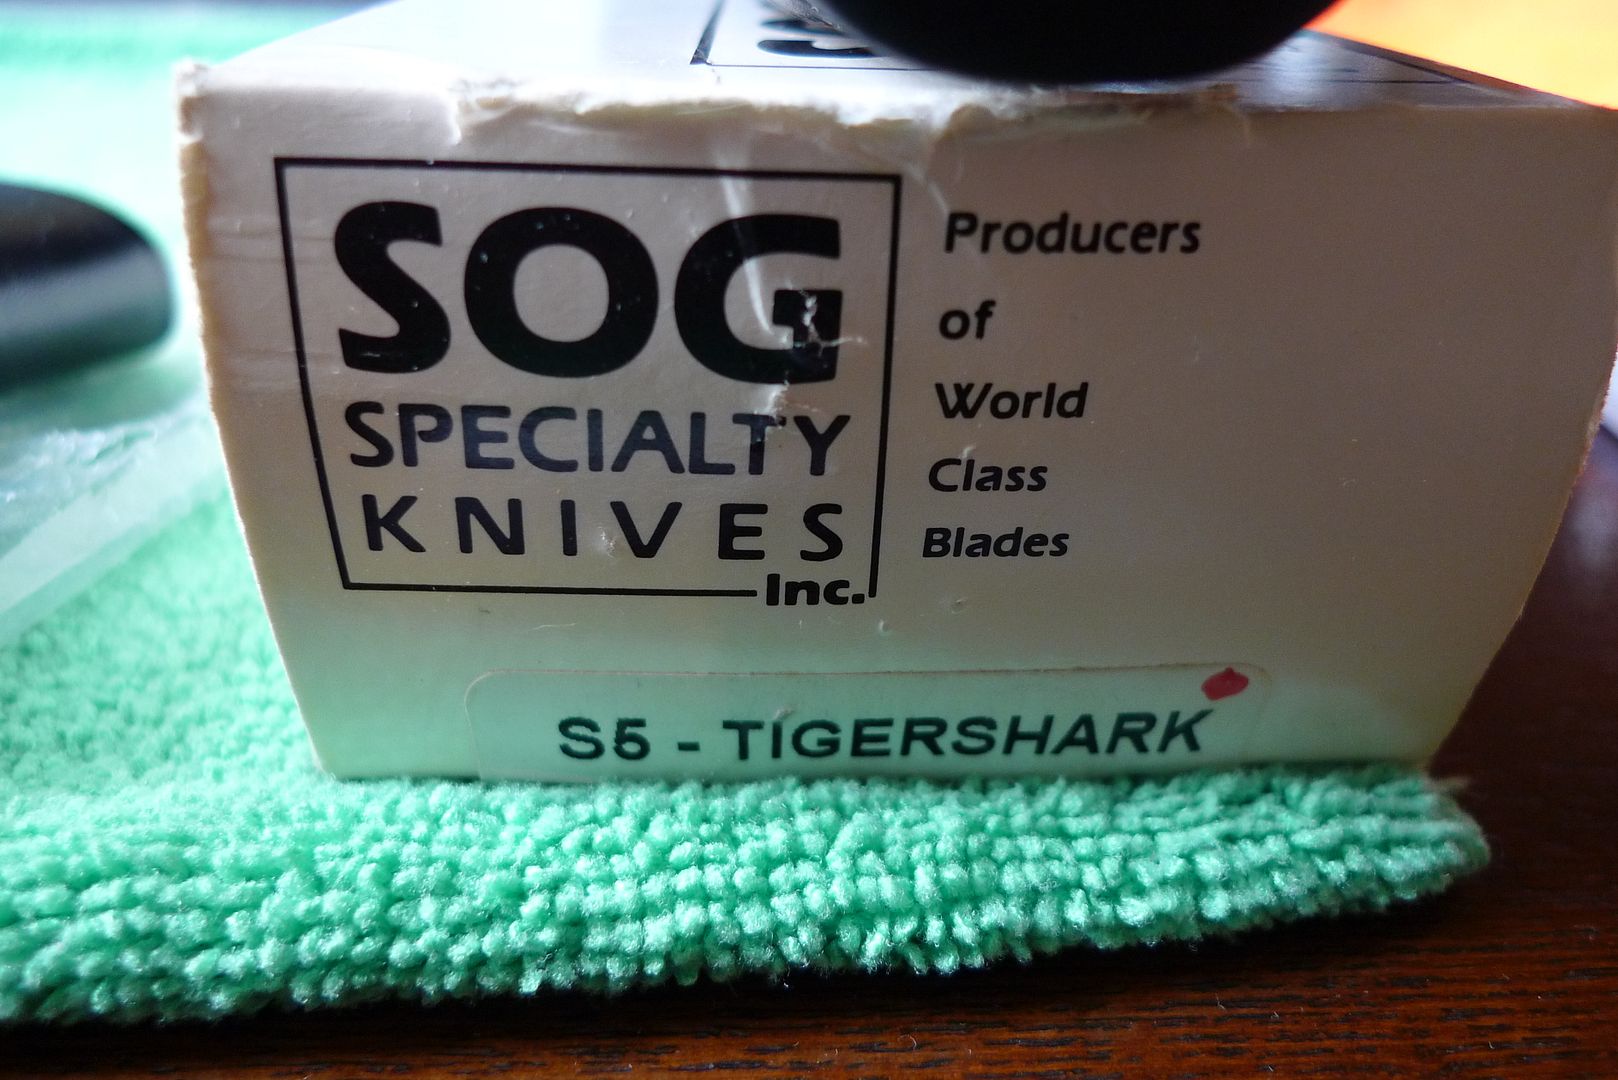 SOG
SPECIALTY
KNIVES
Inc.
Producers
of
World
Class
Blades
S5 - TIGERSHARK